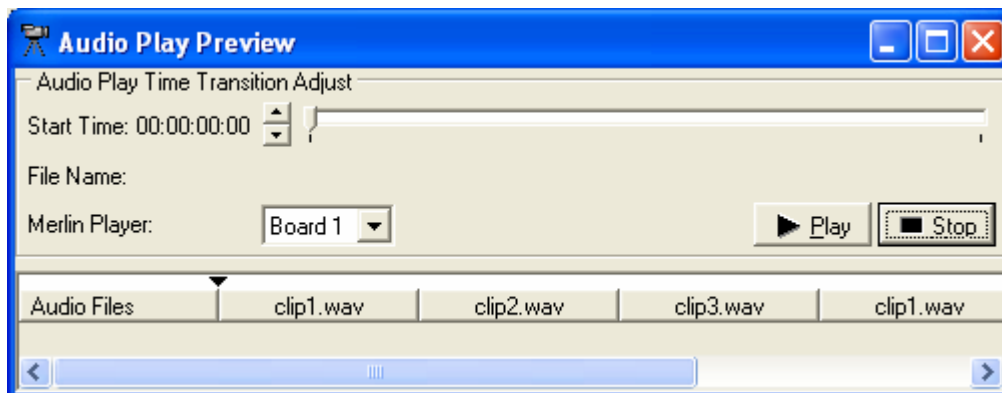 Audio Play Preview
Audio Play Time Transition Adjust
Start Time: 00:00:00:00
File Name:
Merlin Player: Board 1 Play Stop
Audio Files clip1.wav clip2.wav clip3.wav clip1.wav